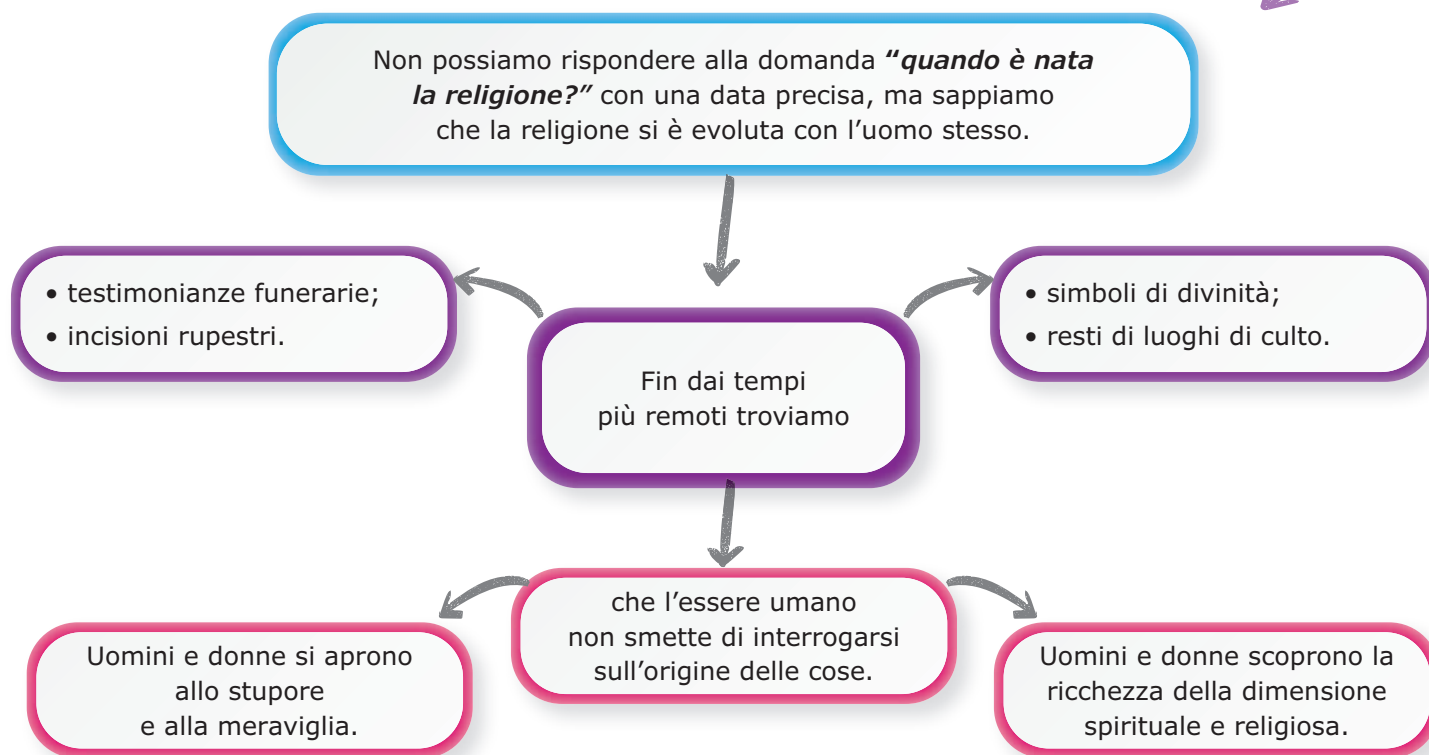 Non possiamo rispondere alla domanda “quando è nata
la religione?” con una data precisa, ma sappiamo
che la religione si è evoluta con l’uomo stesso.
• testimonianze funerarie;
• incisioni rupestri.
• simboli di divinità;
• resti di luoghi di culto.
Fin dai tempi
più remoti troviamo
che l’essere umano
non smette di interrogarsi
sull’origine delle cose.
Uomini e donne si aprono
allo stupore
e alla meraviglia.
Uomini e donne scoprono la
ricchezza della dimensione
spirituale e religiosa.